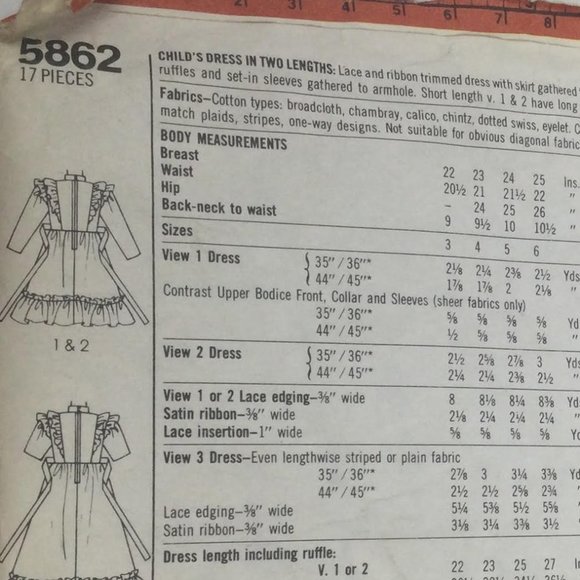 2 3 4 5 6 7 8
5862
17 PIECES
CHILD'S DRESS IN TWO LENGTHS: Lace and ribbon trimmed dress with skirt gathered
ruffles and set-in sleeves gathered to armhole. Short length v. 1 & 2 have long
Fabrics—Cotton types: broadcloth, chambray, calico, chintz, dotted swiss, eyelet.
match plaids, stripes, one-way designs. Not suitable for obvious diagonal fabric
BODY MEASUREMENTS
Breast 22 23 24 25 Ins.
Waist 20½ 21 21½ 22 "
Hip – 24 25 26 "
Back-neck to waist 9 9½ 10 10½ "
Sizes 3 4 5 6
View 1 Dress { 35"/36"* 2⅛ 2¼ 2⅜ 2½ Yds
44"/45"* 1⅞ 1⅞ 2 2⅛ "
Contrast Upper Bodice Front, Collar and Sleeves (sheer fabrics only)
35"/36"* ⅝ ⅝ ⅝ ⅝ Yd
44"/45"* ½ ⅝ ⅝ ⅝ "
View 2 Dress { 35"/36"* 2½ 2⅝ 2⅞ 3 Yds
44"/45"* 2¼ 2¼ 2⅜ 2½ "
View 1 or 2 Lace edging—⅜" wide 8 8⅛ 8¼ 8⅜ Yds
Satin ribbon—⅜" wide 2⅛ 2¼ 2¼ 2¼ "
Lace insertion—1" wide ⅝ ⅝ ⅝ ⅝ Yd
View 3 Dress—Even lengthwise striped or plain fabric
35"/36"* 2⅞ 3 3¼ 3⅜ Yd
44"/45"* 2½ 2½ 2⅝ 2¾
Lace edging—⅜" wide 5¼ 5⅜ 5½ 5⅝
Satin ribbon—⅜" wide 3⅛ 3¼ 3⅜ 3½
Dress length including ruffle:
V. 1 or 2 22 23 25 27 In
1 & 2